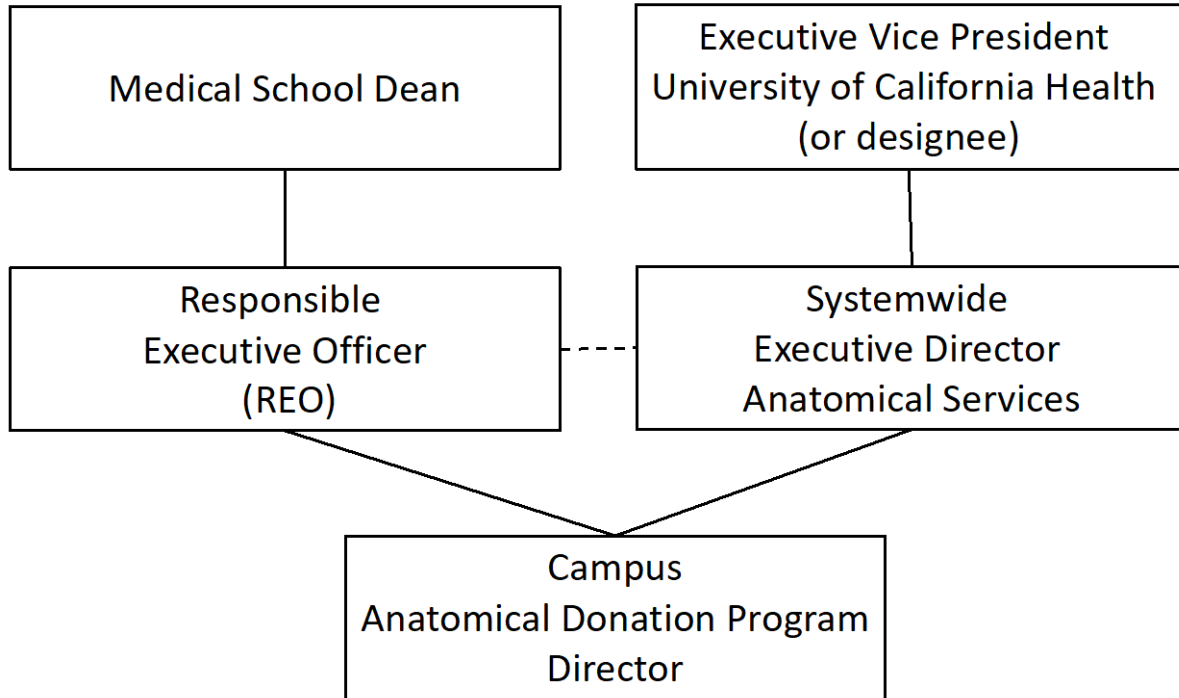 Medical School Dean
Executive Vice President
University of California Health
(or designee)
Responsible
Executive Officer
(REO)
Systemwide
Executive Director
Anatomical Services
Campus
Anatomical Donation Program
Director